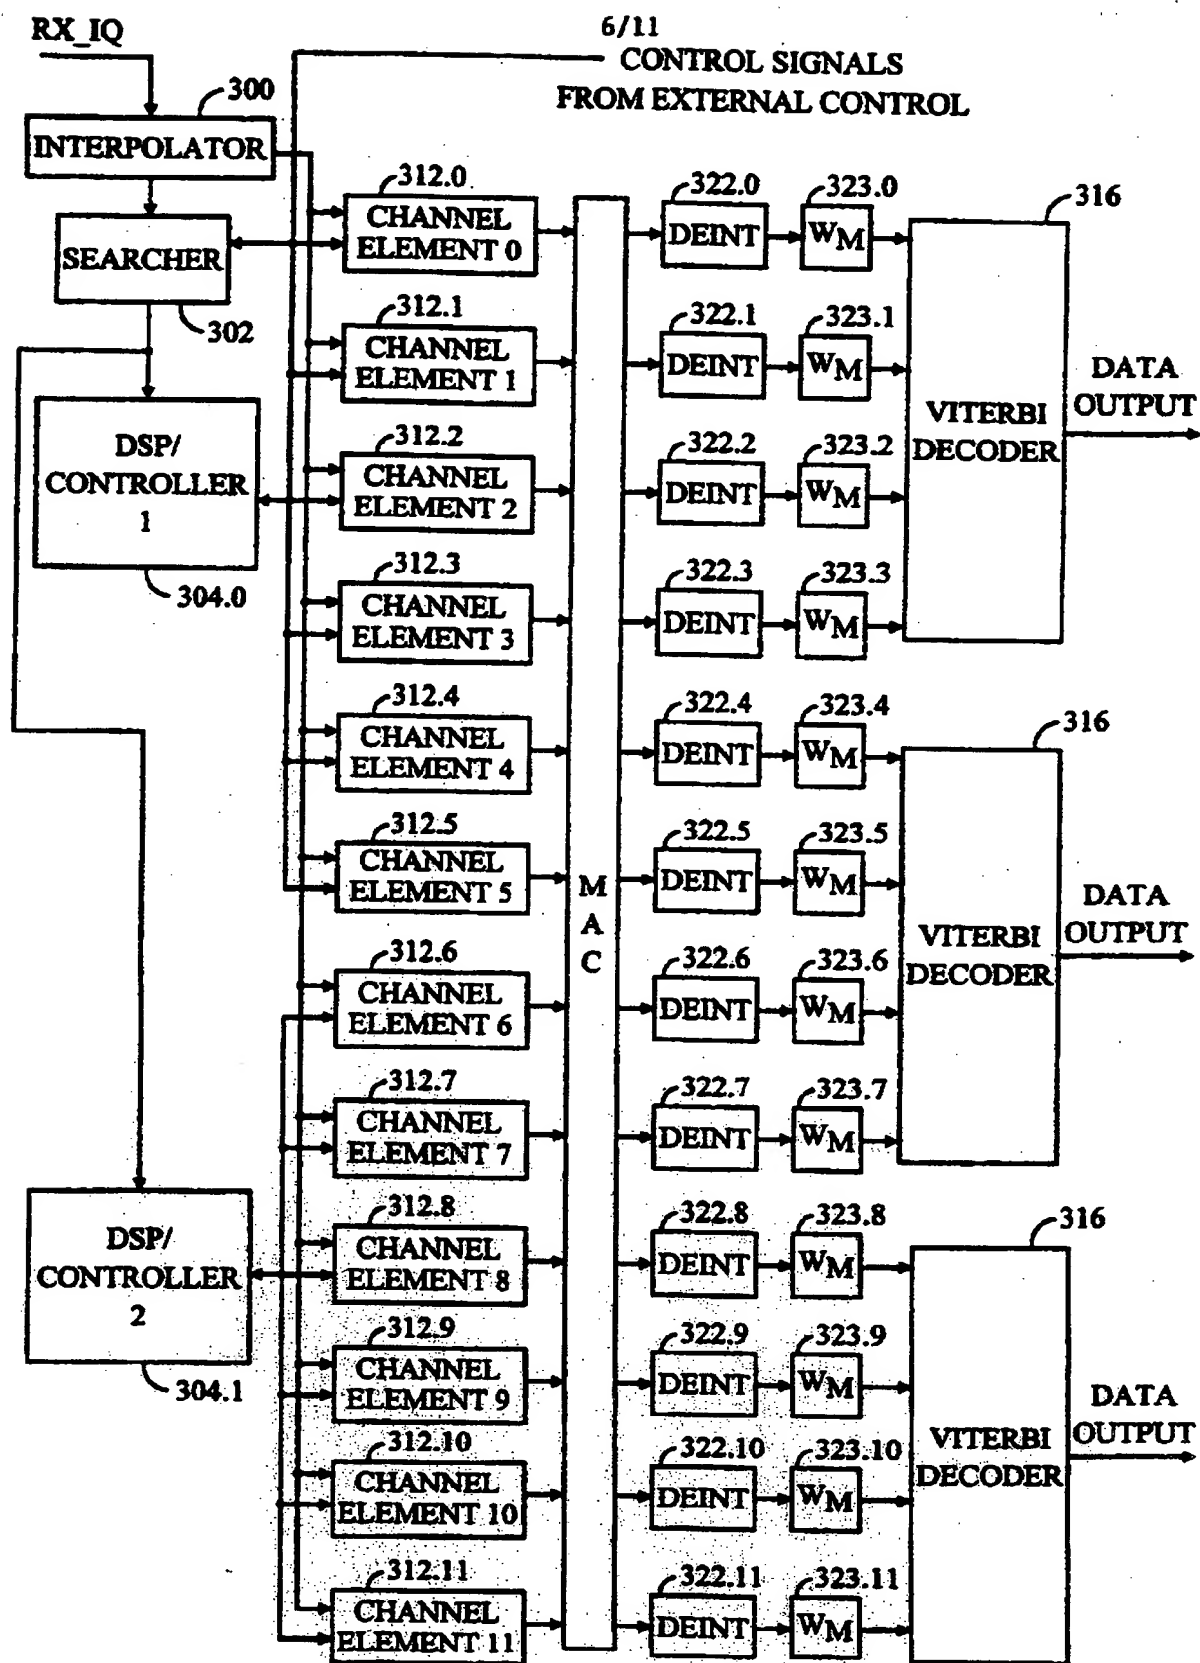 6/11
RX_IQ
CONTROL SIGNALS
FROM EXTERNAL CONTROL
300
INTERPOLATOR
SEARCHER
302
DSP/
CONTROLLER
1
304.0
DSP/
CONTROLLER
2
304.1
312.0
CHANNEL
ELEMENT 0
312.1
CHANNEL
ELEMENT 1
312.2
CHANNEL
ELEMENT 2
312.3
CHANNEL
ELEMENT 3
312.4
CHANNEL
ELEMENT 4
312.5
CHANNEL
ELEMENT 5
312.6
CHANNEL
ELEMENT 6
312.7
CHANNEL
ELEMENT 7
312.8
CHANNEL
ELEMENT 8
312.9
CHANNEL
ELEMENT 9
312.10
CHANNEL
ELEMENT 10
312.11
CHANNEL
ELEMENT 11
M
A
C
322.0
DEINT
323.0
WM
322.1
DEINT
323.1
WM
322.2
DEINT
323.2
WM
322.3
DEINT
323.3
WM
322.4
DEINT
323.4
WM
322.5
DEINT
323.5
WM
322.6
DEINT
323.6
WM
322.7
DEINT
323.7
WM
322.8
DEINT
323.8
WM
322.9
DEINT
323.9
WM
322.10
DEINT
323.10
WM
322.11
DEINT
323.11
WM
316
VITERBI
DECODER
DATA
OUTPUT
316
VITERBI
DECODER
DATA
OUTPUT
316
VITERBI
DECODER
DATA
OUTPUT